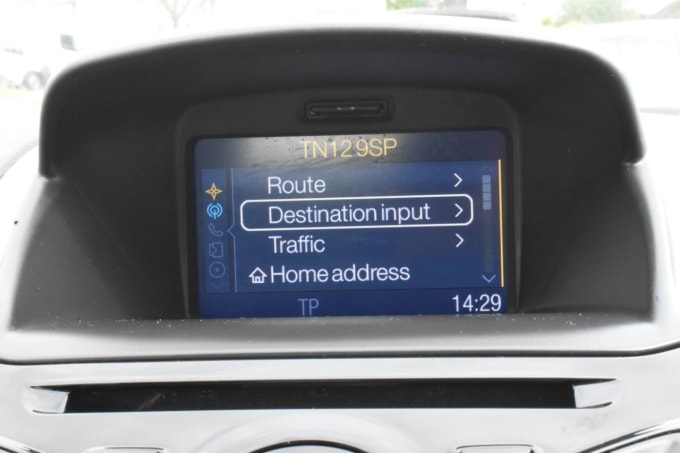 TN12 9SP
Route
Destination input
Traffic
Home address
TP 14:29